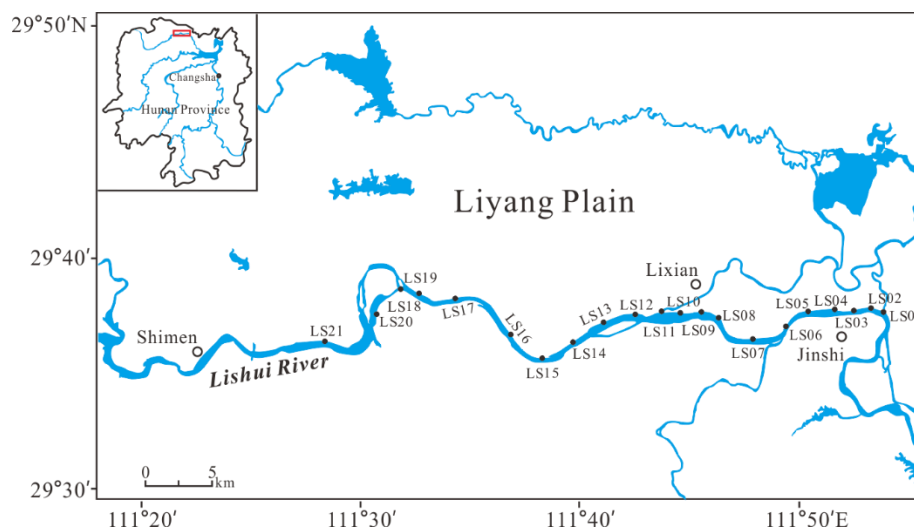 29°50′N
Changsha
Hunan Province
Liyang Plain
29°40′
Lixian
LS19
LS18
LS20
LS17
LS13
LS12
LS10
LS05
LS04
LS02
LS21
LS16
LS14
LS11
LS09
LS08
LS06
LS03
LS0
Shimen
Lishui River
LS15
LS07
Jinshi
0
5
km
29°30′
111°20′
111°30′
111°40′
111°50′E